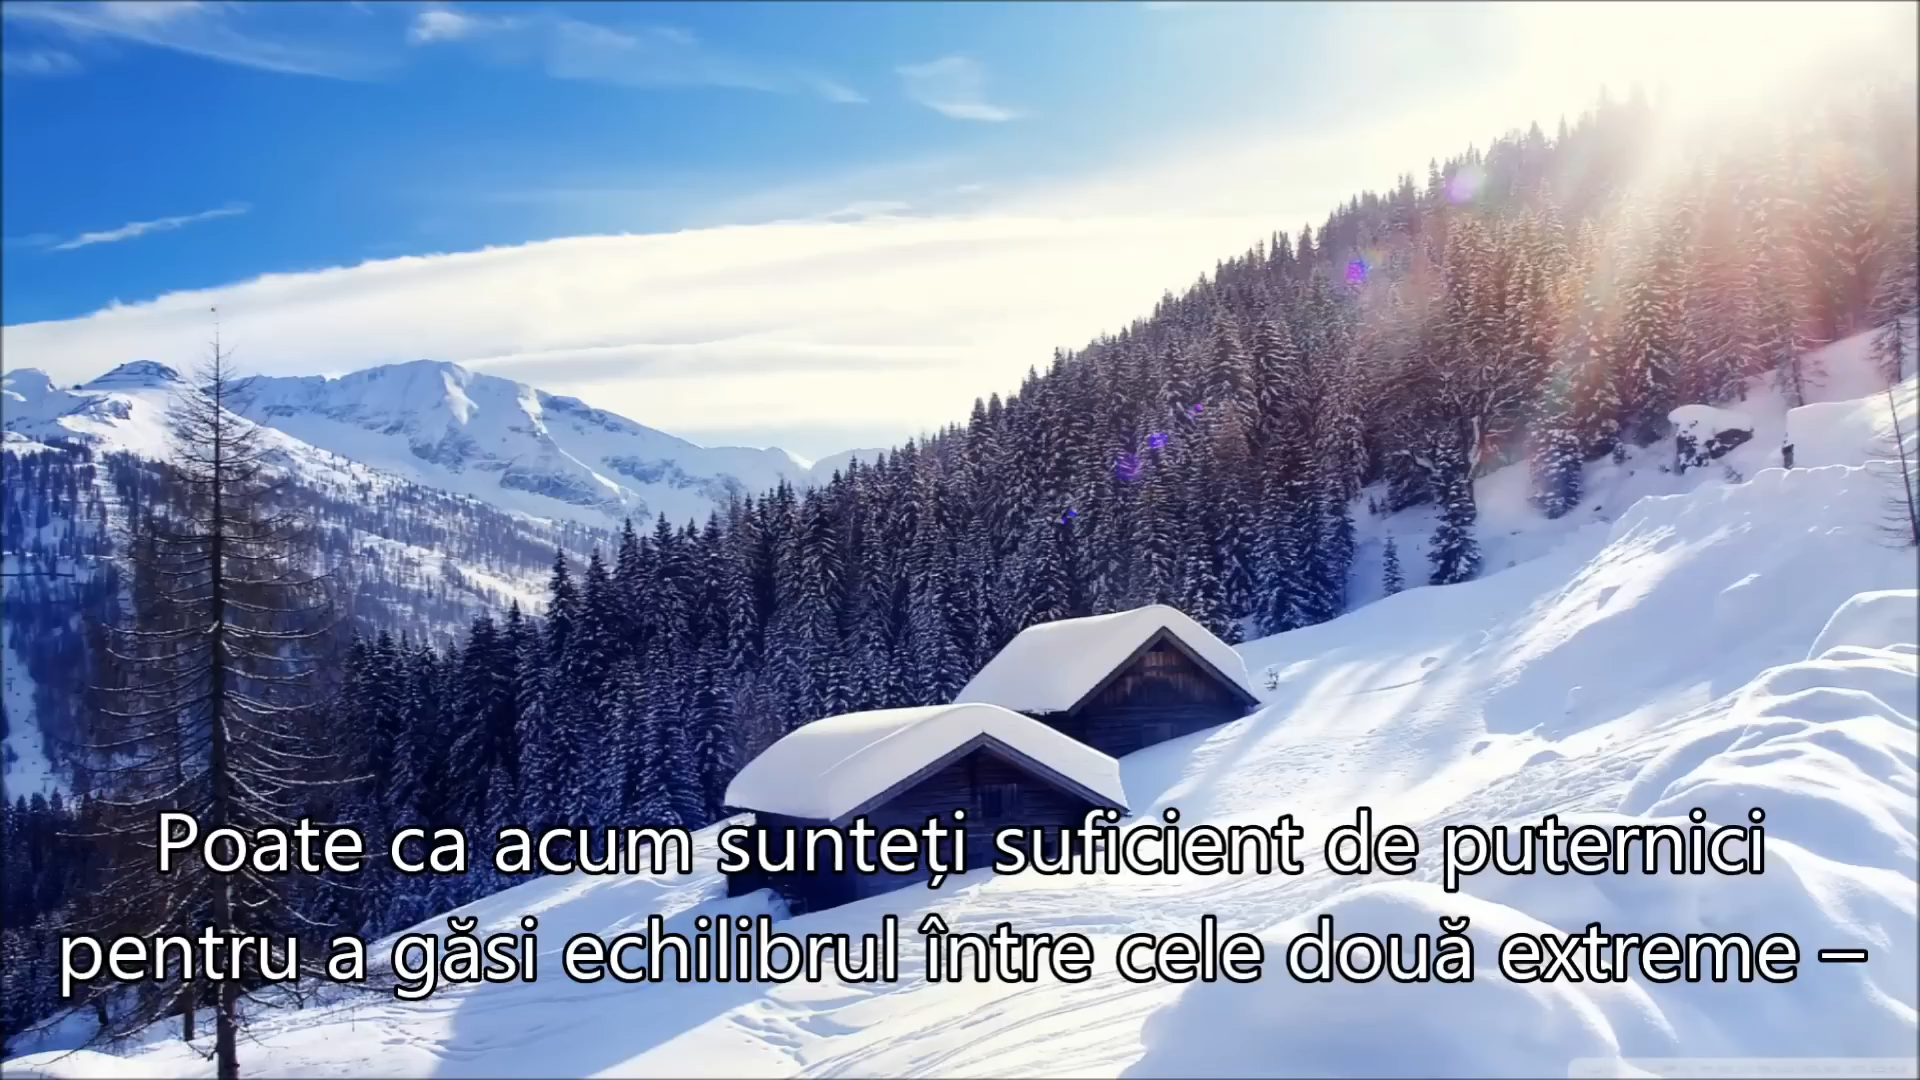 Poate ca acum sunteți suficient de puternici
pentru a găsi echilibrul între cele două extreme –